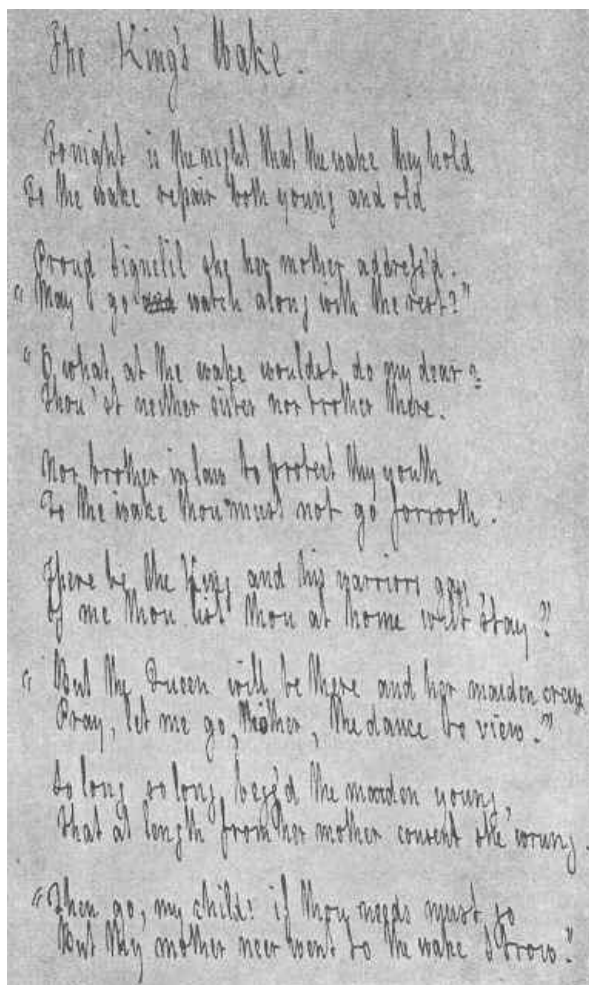 The King's Wake.
Tonight is the night that the wake they hold
To the wake repair both young and old
Proud Signelil she her mother address'd.
"May I go and watch along with the rest?"
"O what at the wake wouldst do my dear?
Thou'st neither sister nor brother there.
Nor brother in law to protect thy youth
To the wake thou must not go forsooth.
There be the King and his warriors gay,
If me thou list thou at home wilt stay"
"But the Queen will be there and her maiden crew
Pray, let me go, Mother, the dance to view."
So long so long begg'd the maiden young,
That at length from her mother consent she wrung.
"Then go, my child! if thou needs must go
But thy mother ne'er went to the wake I trow."